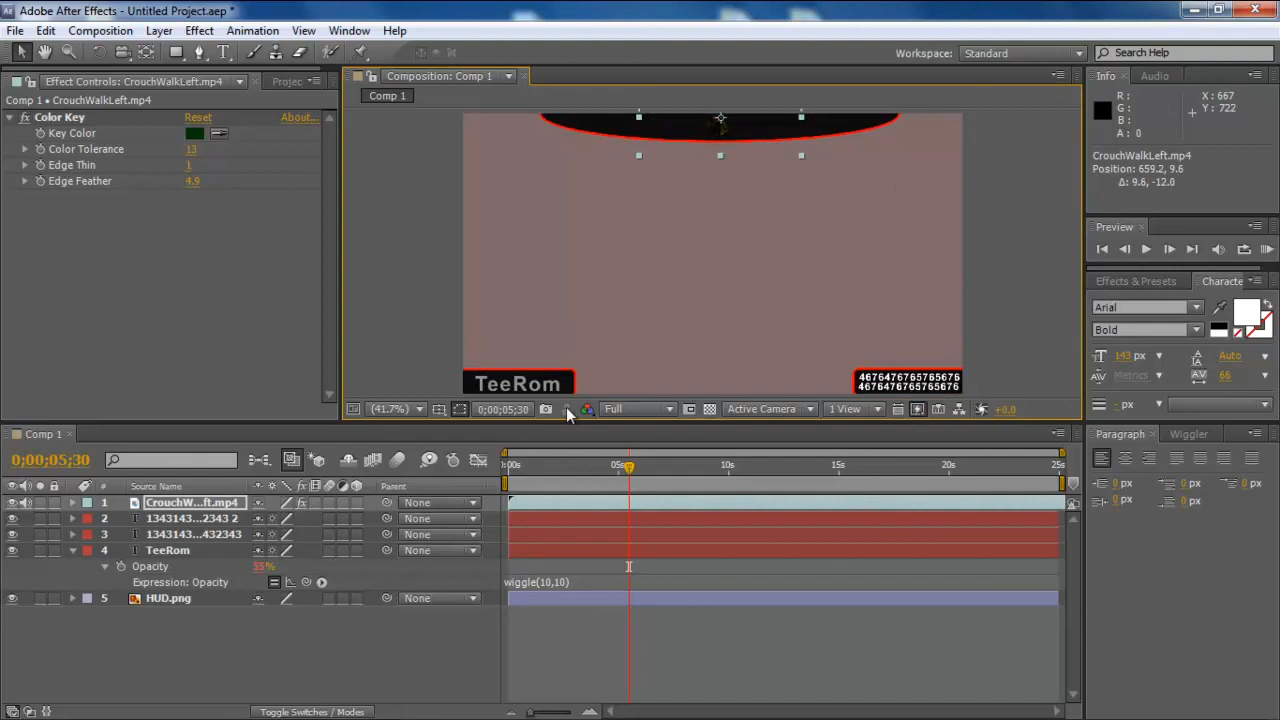 Adobe After Effects - Untitled Project.aep *
File Edit Composition Layer Effect Animation View Window Help
Workspace: Standard Search Help
Effect Controls: CrouchWalkLeft.mp4 Projec
Comp 1 • CrouchWalkLeft.mp4
fx Color Key Reset About...
Key Color
Color Tolerance 13
Edge Thin 1
Edge Feather 4.9
Composition: Comp 1
Comp 1
TeeRom
4676476765765676
4676476765765676
(41.7%) 0;00;05;30 Full Active Camera 1 View +0.0
Info Audio
R : X : 667
G : Y : 722
B :
A : 0
CrouchWalkLeft.mp4
Position: 659.2, 9.6
Δ: 9.6, -12.0
Preview
Effects & Presets Characte
Arial
Bold
143 px Auto
Metrics 66
- px
Paragraph Wiggler
0 px 0 px 0 px
0 px 0 px
Comp 1
0;00;05;30
:00s 05s 10s 15s 20s 25s
# Source Name Parent
1 CrouchW...ft.mp4 fx None
2 T 1343143...2343 2 None
3 T 1343143...432343 None
4 T TeeRom None
Opacity 55%
Expression: Opacity wiggle(10,10)
5 HUD.png None
Toggle Switches / Modes